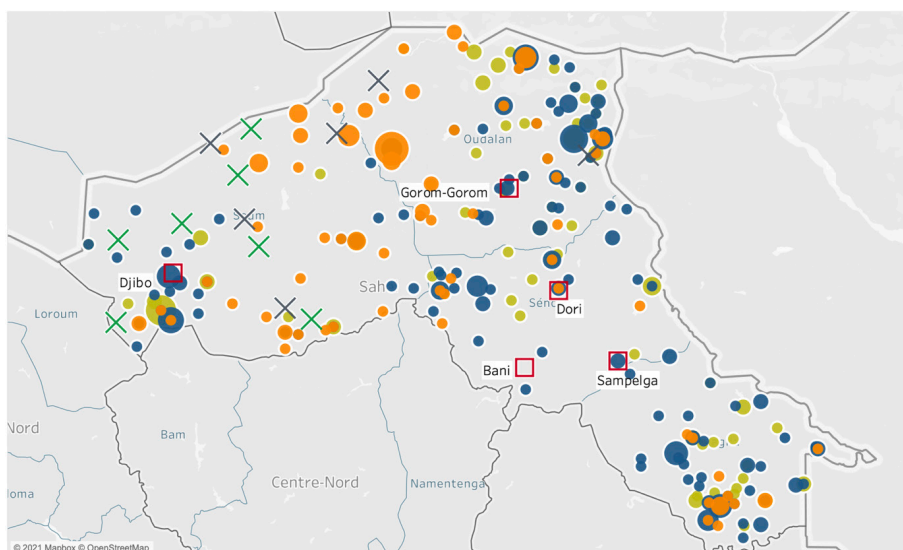 Oudalan
Gorom-Gorom
Soum
Djibo
Sah
Loroum
Séno
Dori
Bani
Sampelga
Nord
Bam
Centre-Nord
Namentenga
© 2021 Mapbox © OpenStreetMap